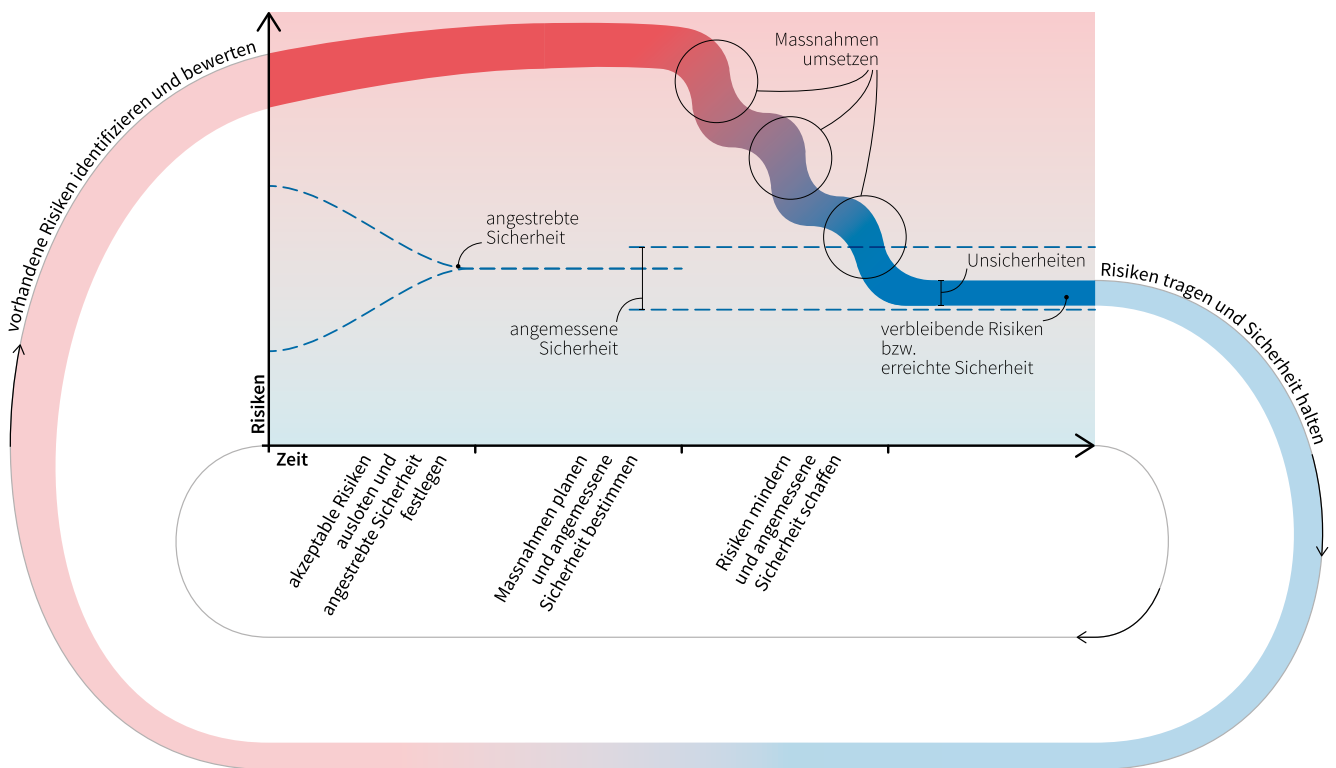 vorhandene Risiken identifizieren und bewerten
Massnahmen
umsetzen
angestrebte
Sicherheit
Unsicherheiten
Risiken tragen und Sicherheit halten
angemessene
Sicherheit
verbleibende Risiken
bzw.
erreichte Sicherheit
Risiken
Zeit
akzeptable Risiken
ausloten und
angestrebte Sicherheit
festlegen
Massnahmen planen
und angemessene
Sicherheit bestimmen
Risiken mindern
und angemessene
Sicherheit schaffen